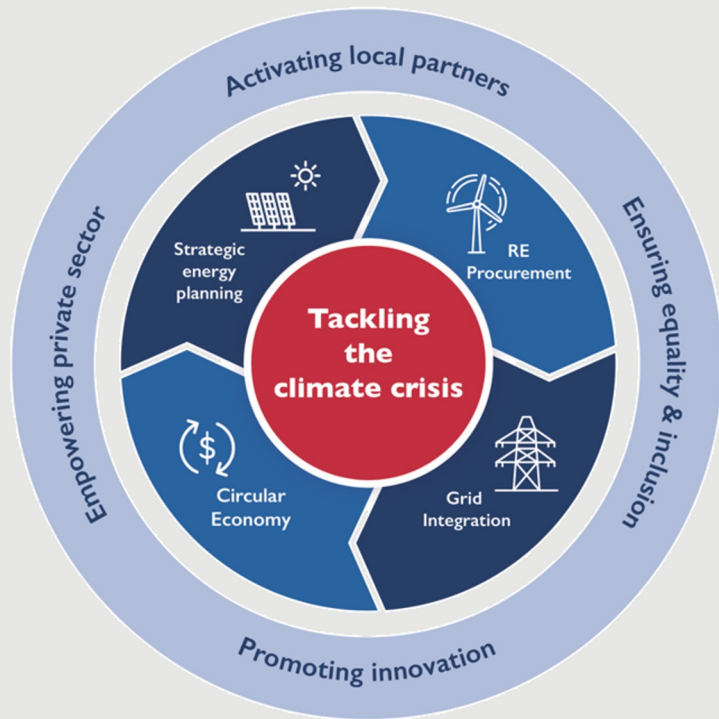 Activating local partners
Empowering private sector
Ensuring equality & inclusion
Strategic
energy
planning
RE
Procurement
Tackling
the
climate crisis
$
Circular
Economy
Grid
Integration
Promoting innovation